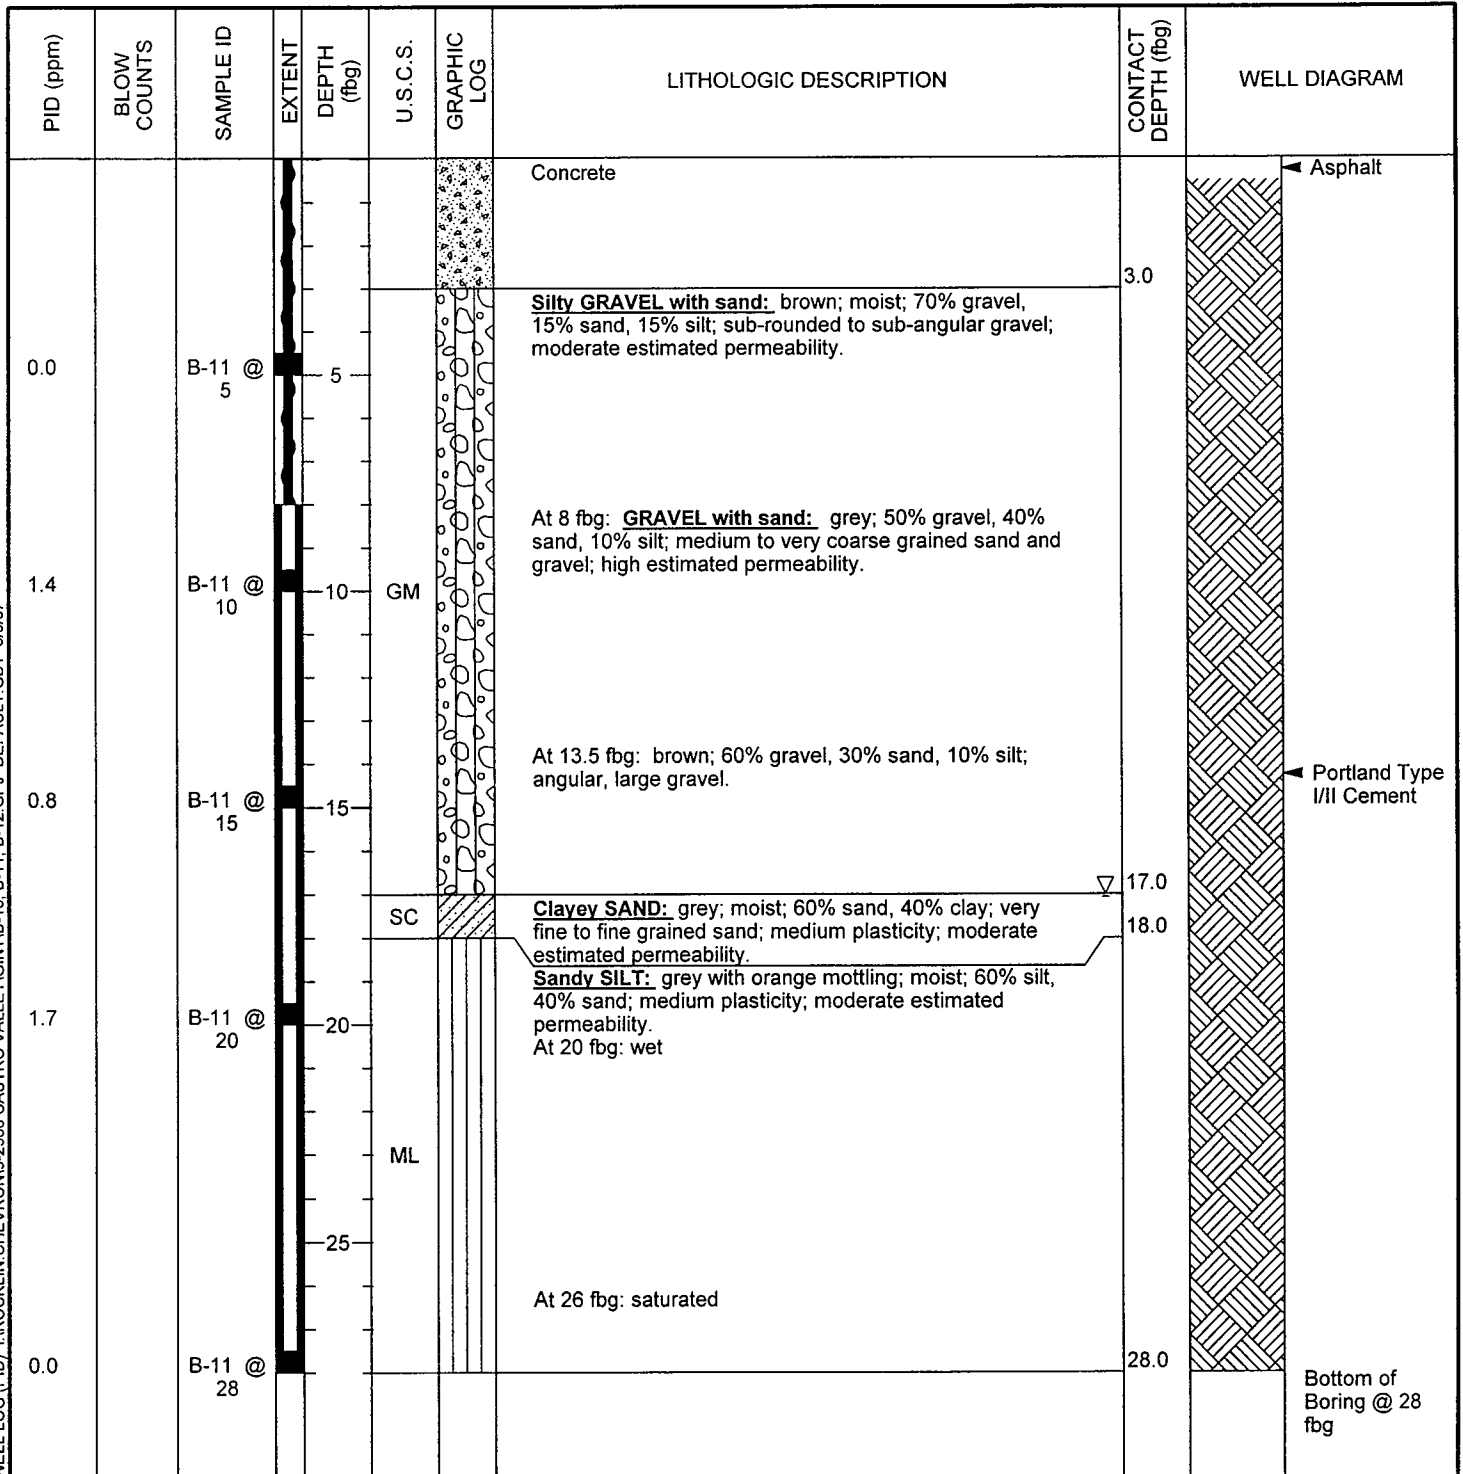 PID (ppm)
BLOW
COUNTS
SAMPLE ID
EXTENT
DEPTH
(fbg)
U.S.C.S.
GRAPHIC
LOG
LITHOLOGIC DESCRIPTION
CONTACT
DEPTH (fbg)
WELL DIAGRAM
Concrete
Asphalt
3.0
Silty GRAVEL with sand: brown; moist; 70% gravel,
15% sand, 15% silt; sub-rounded to sub-angular gravel;
moderate estimated permeability.
0.0
B-11 @
5
5
At 8 fbg: GRAVEL with sand: grey; 50% gravel, 40%
sand, 10% silt; medium to very coarse grained sand and
gravel; high estimated permeability.
1.4
B-11 @
10
10
GM
At 13.5 fbg: brown; 60% gravel, 30% sand, 10% silt;
angular, large gravel.
Portland Type
I/II Cement
0.8
B-11 @
15
15
17.0
SC
Clayey SAND: grey; moist; 60% sand, 40% clay; very
fine to fine grained sand; medium plasticity; moderate
estimated permeability.
18.0
Sandy SILT: grey with orange mottling; moist; 60% silt,
40% sand; medium plasticity; moderate estimated
permeability.
At 20 fbg: wet
1.7
B-11 @
20
20
ML
25
At 26 fbg: saturated
0.0
B-11 @
28
28.0
Bottom of
Boring @ 28
fbg